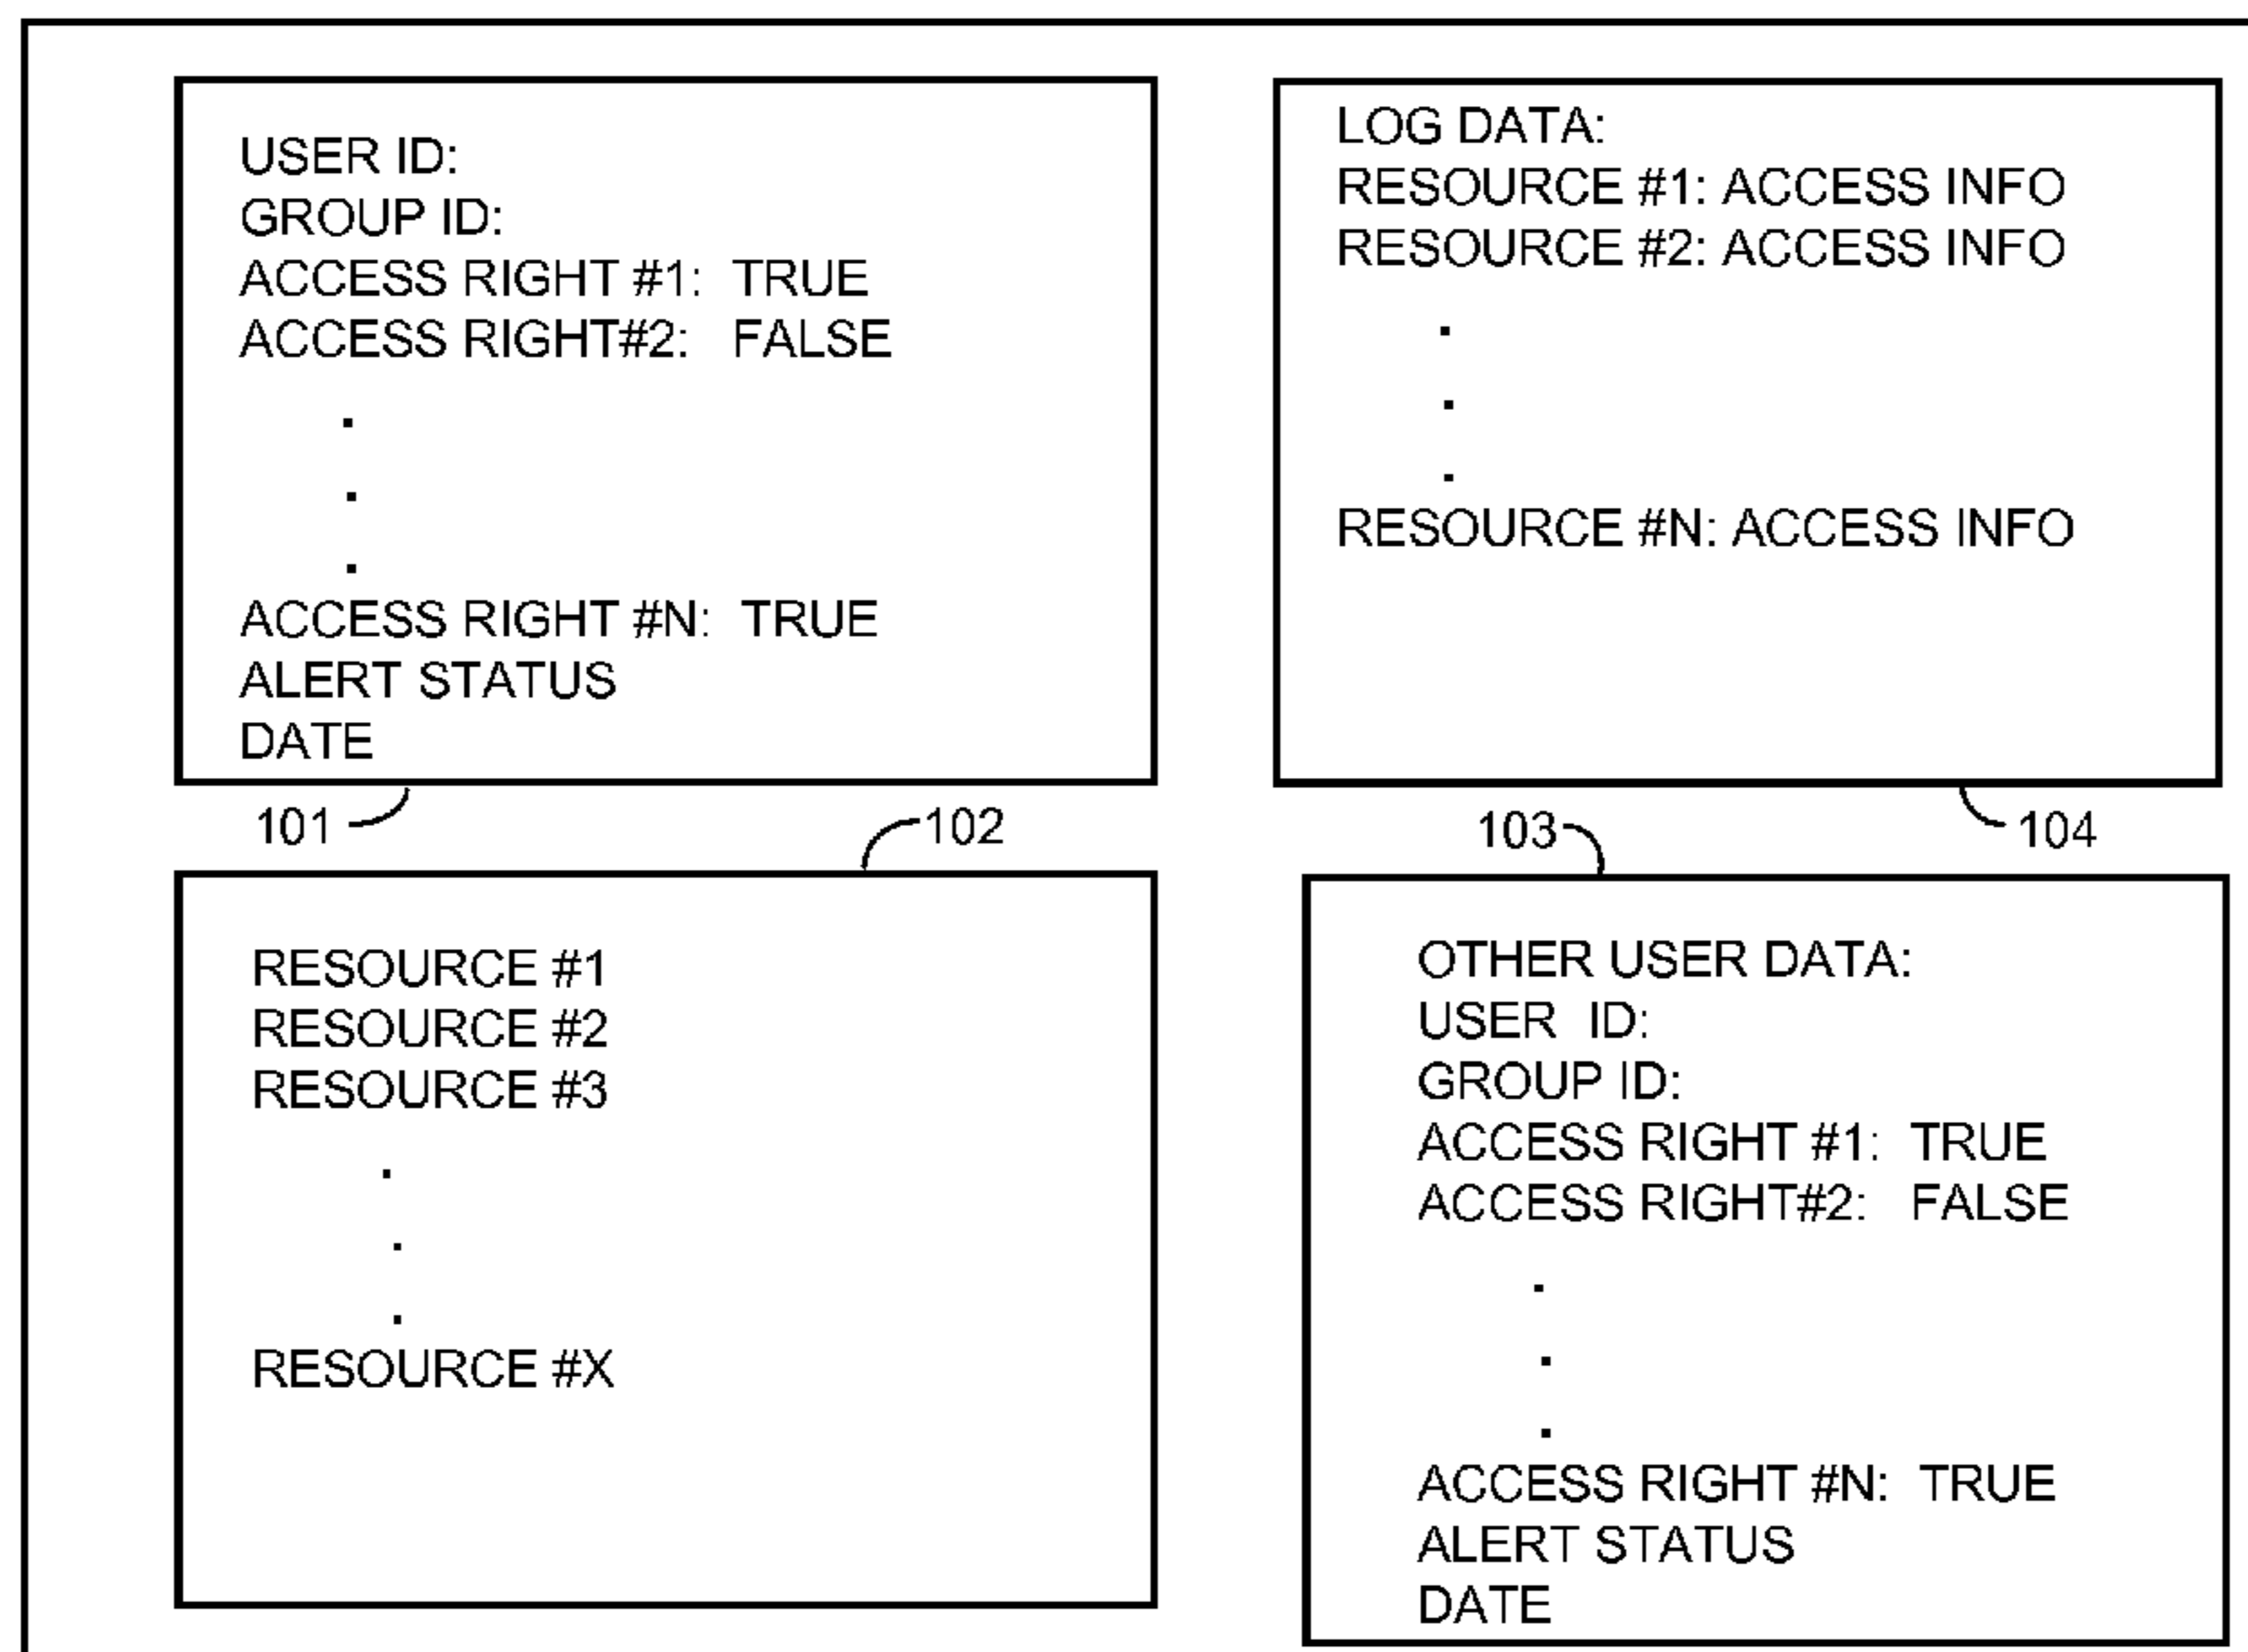 USER ID:
GROUP ID:
ACCESS RIGHT #1: TRUE
ACCESS RIGHT#2: FALSE
.
.
.
ACCESS RIGHT #N: TRUE
ALERT STATUS
DATE
101
LOG DATA:
RESOURCE #1: ACCESS INFO
RESOURCE #2: ACCESS INFO
.
.
.
RESOURCE #N: ACCESS INFO
104
102
RESOURCE #1
RESOURCE #2
RESOURCE #3
.
.
.
RESOURCE #X
103
OTHER USER DATA:
USER ID:
GROUP ID:
ACCESS RIGHT #1: TRUE
ACCESS RIGHT#2: FALSE
.
.
.
ACCESS RIGHT #N: TRUE
ALERT STATUS
DATE